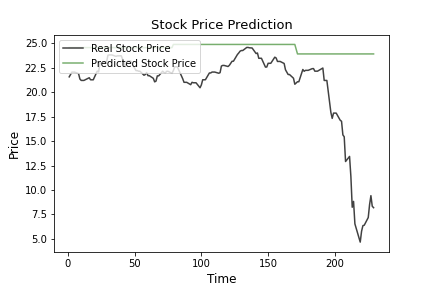 Stock Price Prediction
Real Stock Price
Predicted Stock Price
Price
25.0
22.5
20.0
17.5
15.0
12.5
10.0
7.5
5.0
0 50 100 150 200
Time